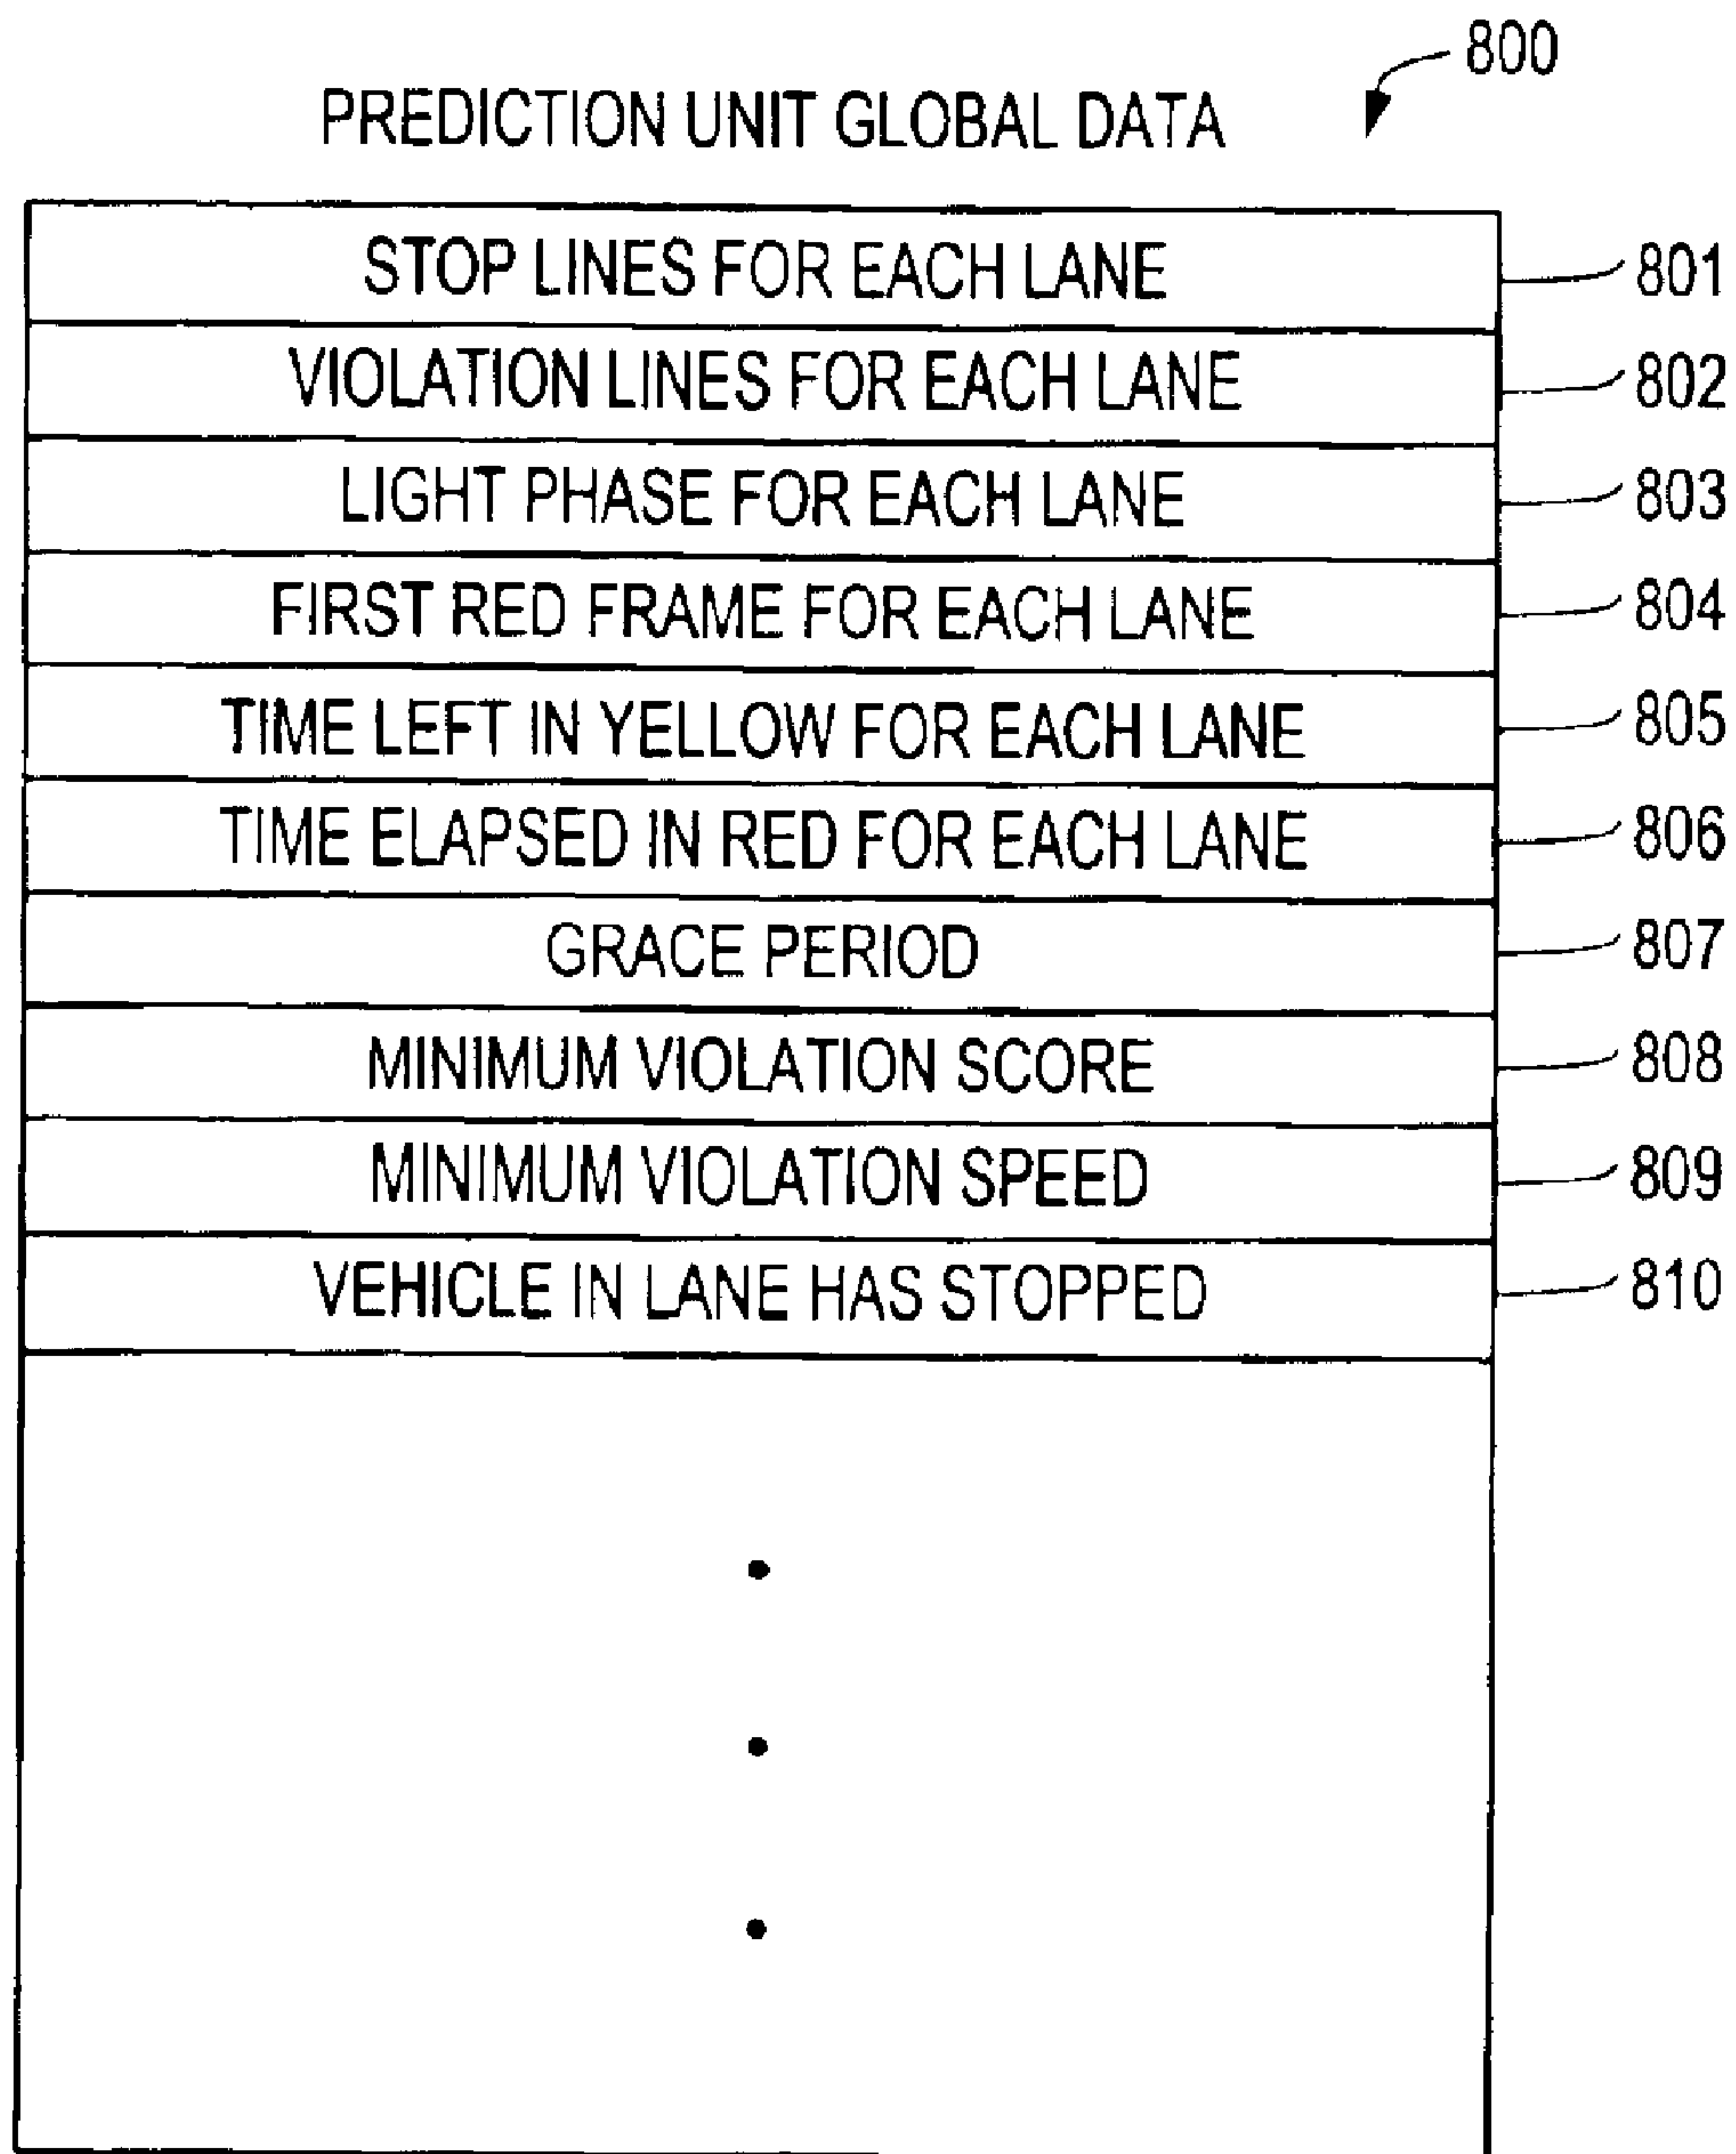 800
PREDICTION UNIT GLOBAL DATA
STOP LINES FOR EACH LANE 801
VIOLATION LINES FOR EACH LANE 802
LIGHT PHASE FOR EACH LANE 803
FIRST RED FRAME FOR EACH LANE 804
TIME LEFT IN YELLOW FOR EACH LANE 805
TIME ELAPSED IN RED FOR EACH LANE 806
GRACE PERIOD 807
MINIMUM VIOLATION SCORE 808
MINIMUM VIOLATION SPEED 809
VEHICLE IN LANE HAS STOPPED 810